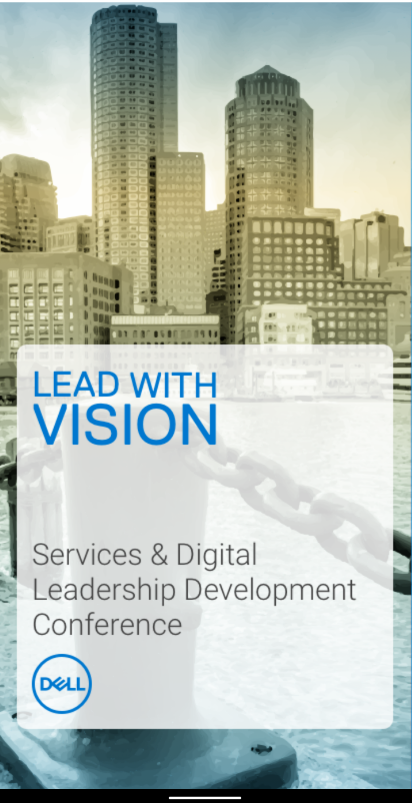 LEAD WITH
VISION
Services & Digital
Leadership Development
Conference
DELL